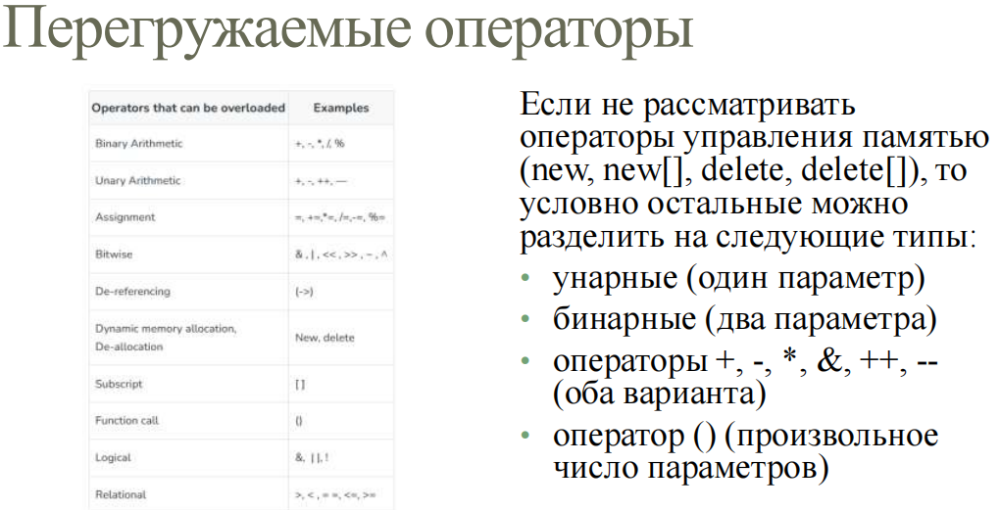 Перегружаемые операторы
Operators that can be overloaded Examples
Binary Arithmetic +, -, *, /, %
Unary Arithmetic +, -, ++, —
Assignment =, +=,*=, /=,-=, %=
Bitwise & , | , << , >> , ~ , ^
De-referencing (->)
Dynamic memory allocation,
De-allocation New, delete
Subscript [ ]
Function call ()
Logical &, | |, !
Relational >, < , = =, <=, >=
Если не рассматривать
операторы управления памятью
(new, new[], delete, delete[]), то
условно остальные можно
разделить на следующие типы:
• унарные (один параметр)
• бинарные (два параметра)
• операторы +, -, *, &, ++, --
(оба варианта)
• оператор () (произвольное
число параметров)